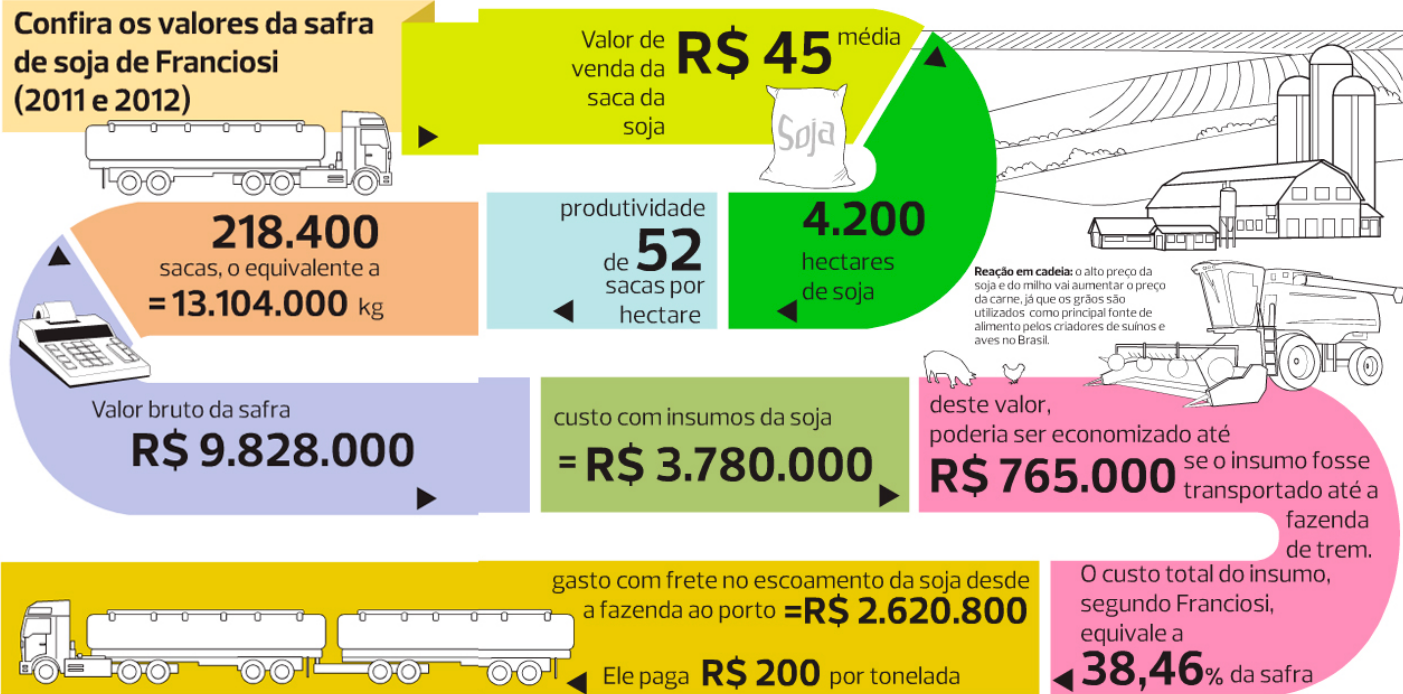 Confira os valores da safra
de soja de Franciosi
(2011 e 2012)
Valor de
venda da
saca da
soja
R$ 45 média
Soja
4.200
hectares
de soja
produtividade
de 52
sacas por
hectare
218.400
sacas, o equivalente a
= 13.104.000 kg
Valor bruto da safra
R$ 9.828.000
custo com insumos da soja
= R$ 3.780.000
Reação em cadeia: o alto preço da
soja e do milho vai aumentar o preço
da carne, já que os grãos são
utilizados como principal fonte de
alimento pelos criadores de suínos e
aves no Brasil.
deste valor,
poderia ser economizado até
R$ 765.000 se o insumo fosse
transportado até a
fazenda
de trem.
O custo total do insumo,
segundo Franciosi,
equivale a
38,46% da safra
gasto com frete no escoamento da soja desde
a fazenda ao porto =R$ 2.620.800
Ele paga R$ 200 por tonelada